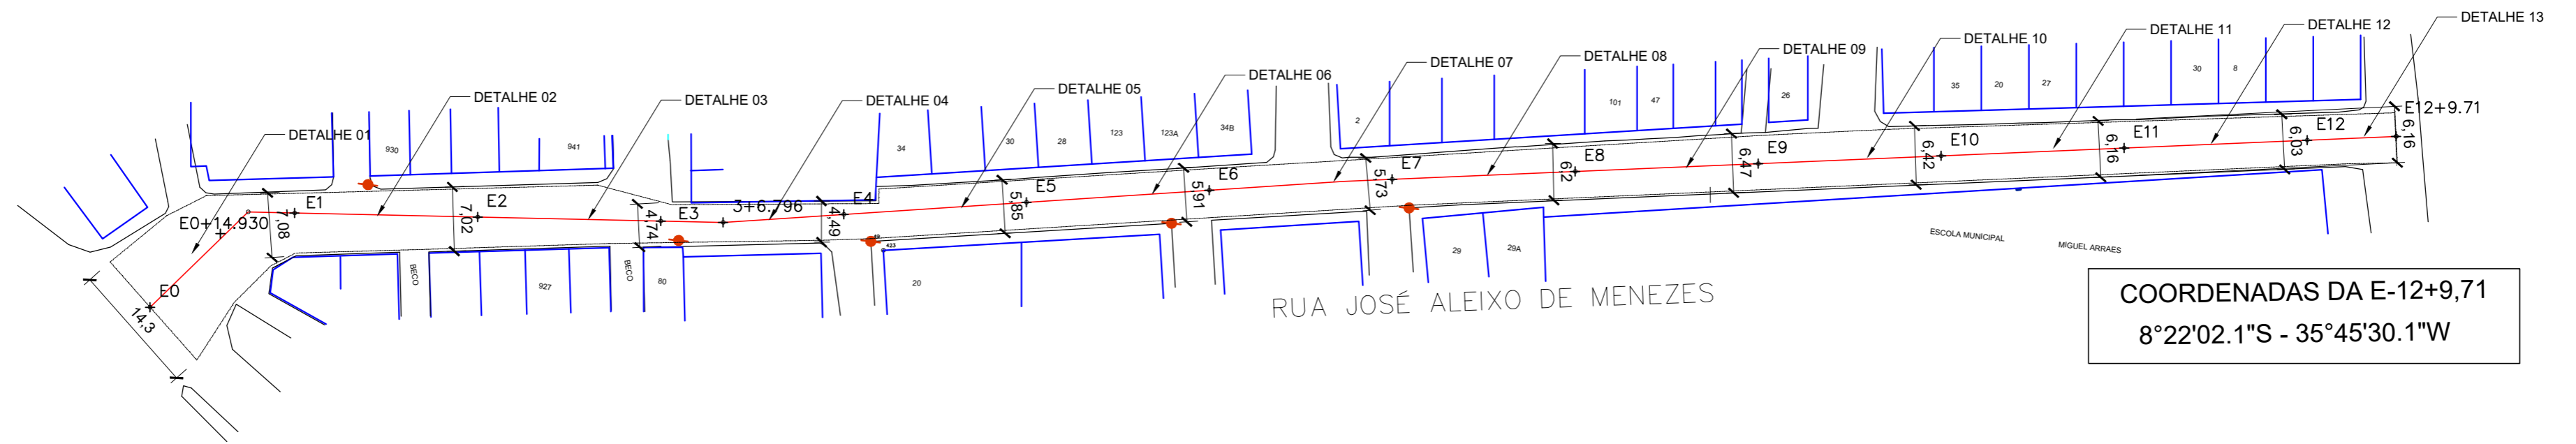 DETALHE 01
DETALHE 02
DETALHE 03
DETALHE 04
DETALHE 05
DETALHE 06
DETALHE 07
DETALHE 08
DETALHE 09
DETALHE 10
DETALHE 11
DETALHE 12
DETALHE 13
930
941
34
30
28
123
123A
34B
2
101
47
26
35
20
27
30
8
E0
E0+14.930
E1
E2
E3
3+6.796
E4
E5
E6
E7
E8
E9
E10
E11
E12
E12+9.71
14,3
7,08
7,02
4,74
4,49
5,85
5,91
5,73
6,2
6,47
6,42
6,16
6,03
6,16
BECO
927
BECO
80
49
423
20
29
29A
ESCOLA MUNICIPAL
MIGUEL ARRAES
RUA JOSÉ ALEIXO DE MENEZES
COORDENADAS DA E-12+9,71
8°22'02.1"S - 35°45'30.1"W